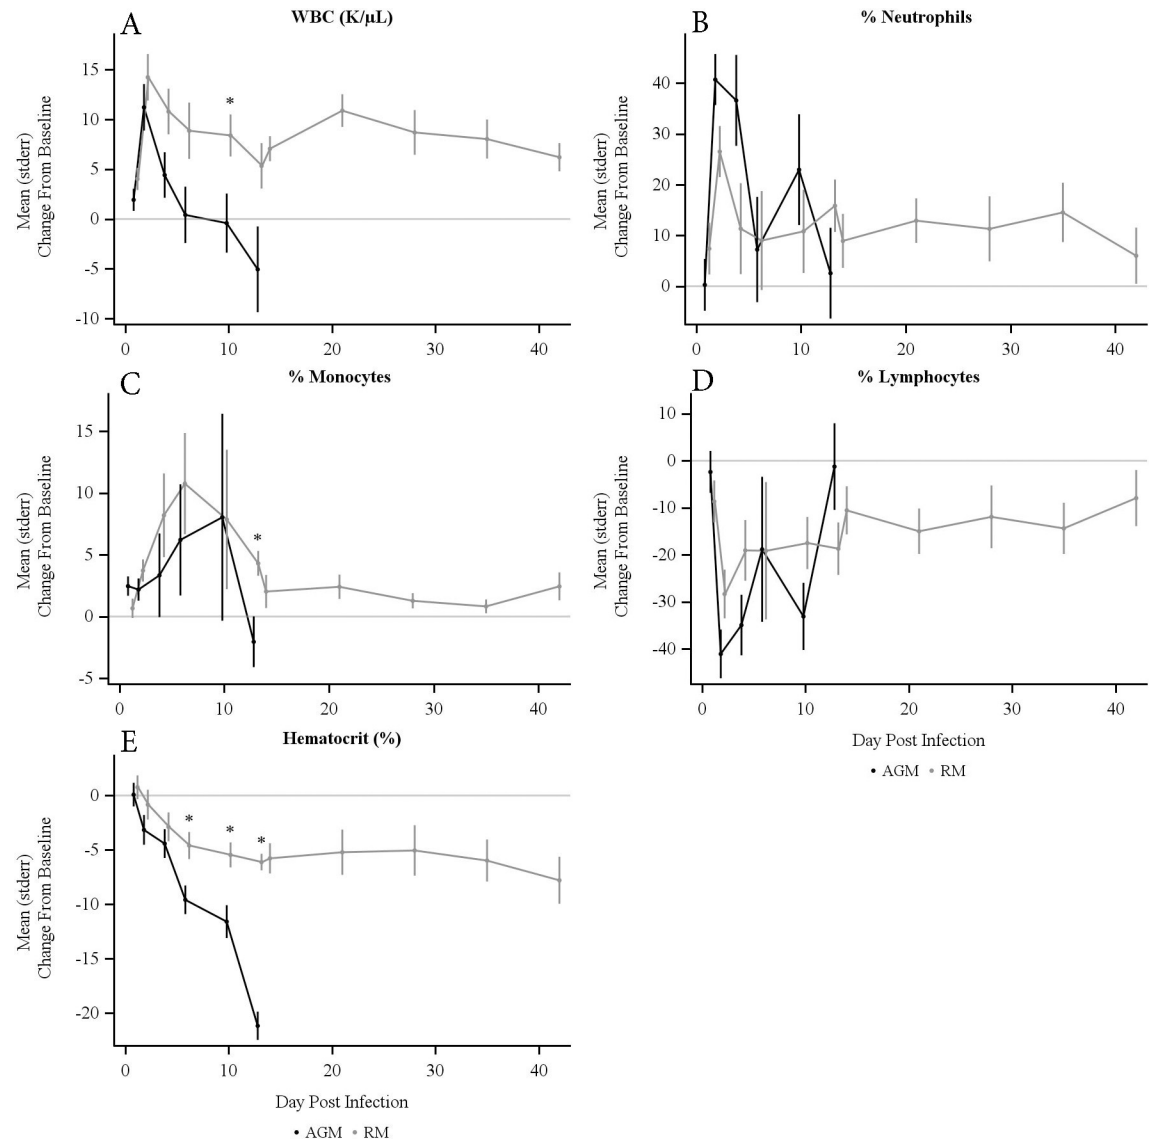 A
WBC (K/µL)
Mean (stderr)
Change From Baseline
15
10
5
0
-5
-10
*
0 10 20 30 40
B
% Neutrophils
Mean (stderr)
Change From Baseline
40
30
20
10
0
0 10 20 30 40
C
% Monocytes
Mean (stderr)
Change From Baseline
15
10
5
0
-5
*
0 10 20 30 40
D
% Lymphocytes
Mean (stderr)
Change From Baseline
10
0
-10
-20
-30
-40
0 10 20 30 40
Day Post Infection
AGM RM
E
Hematocrit (%)
Mean (stderr)
Change From Baseline
0
-5
-10
-15
-20
* * *
0 10 20 30 40
Day Post Infection
AGM RM